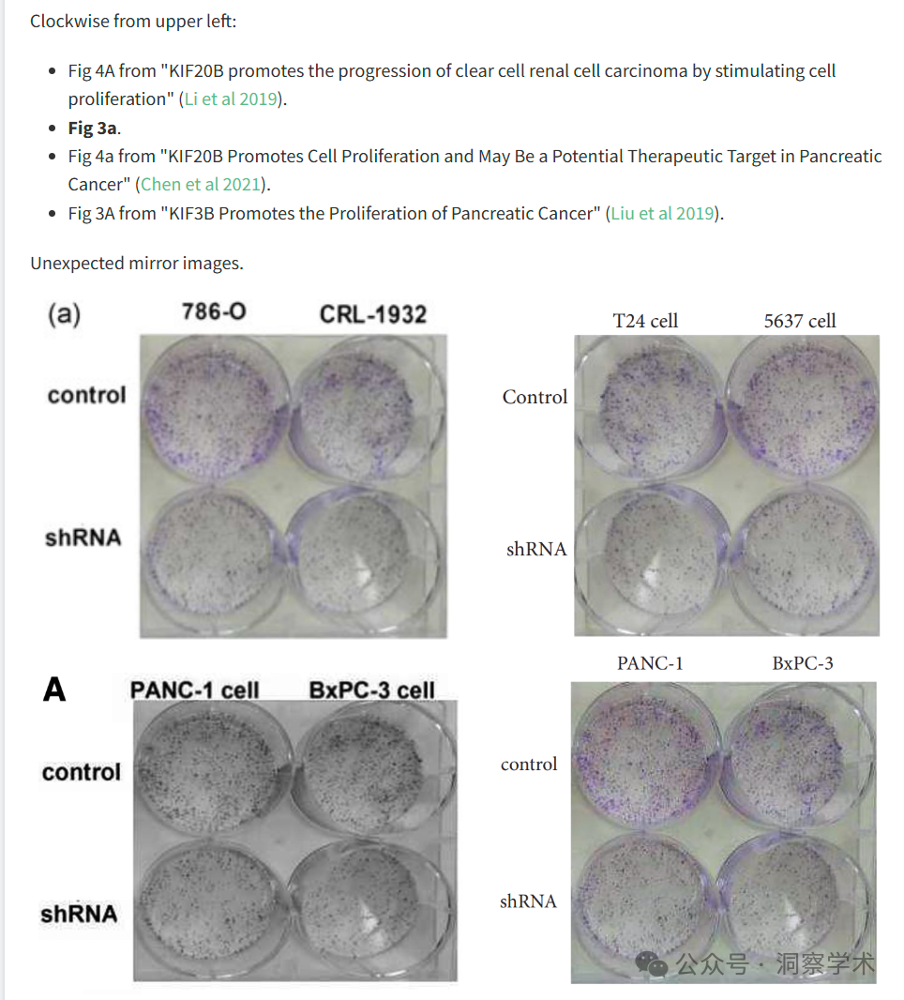 Clockwise from upper left:
• Fig 4A from "KIF20B promotes the progression of clear cell renal cell carcinoma by stimulating cell
proliferation" (Li et al 2019).
• Fig 3a.
• Fig 4a from "KIF20B Promotes Cell Proliferation and May Be a Potential Therapeutic Target in Pancreatic
Cancer" (Chen et al 2021).
• Fig 3A from "KIF3B Promotes the Proliferation of Pancreatic Cancer" (Liu et al 2019).
Unexpected mirror images.
(a) 786-O CRL-1932
control
shRNA
T24 cell 5637 cell
Control
shRNA
A PANC-1 cell BxPC-3 cell
control
shRNA
PANC-1 BxPC-3
control
shRNA
公众号 · 洞察学术